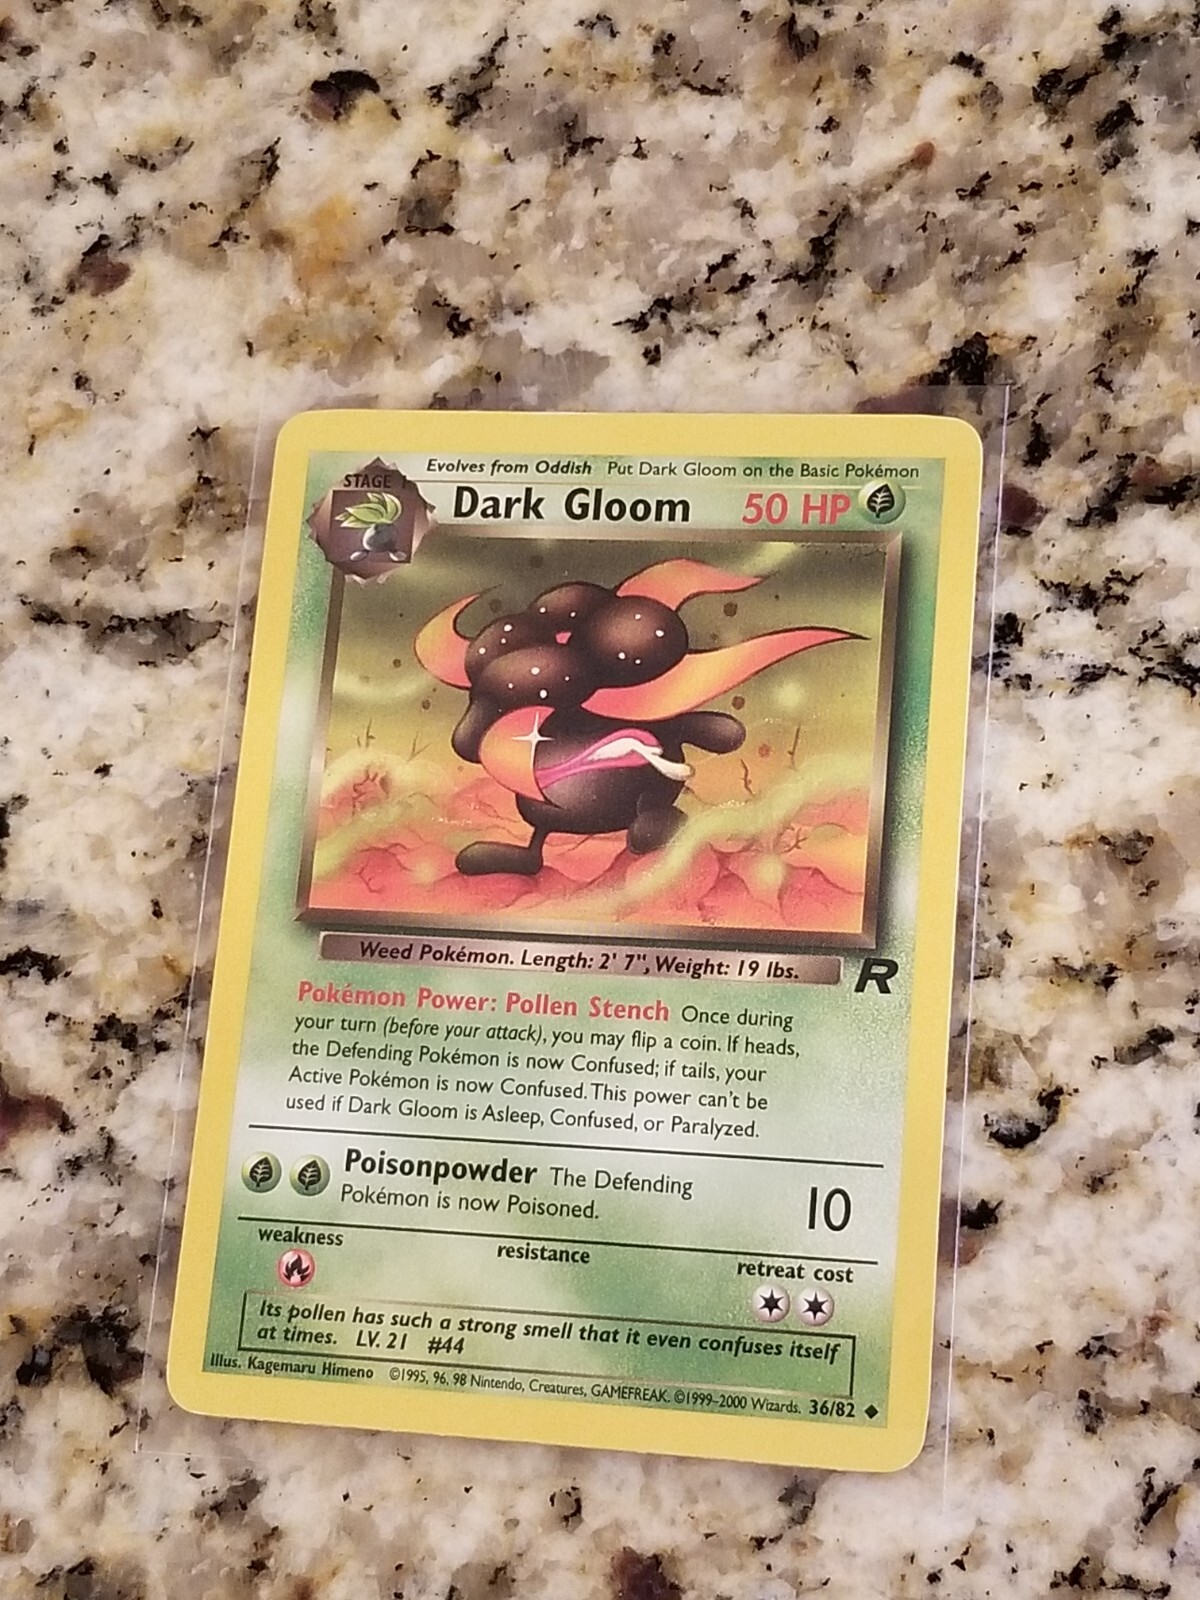 Evolves from Oddish Put Dark Gloom on the Basic Pokémon
STAGE 1
Dark Gloom 50 HP
Weed Pokémon. Length: 2' 7", Weight: 19 lbs.
R
Pokémon Power: Pollen Stench Once during
your turn (before your attack), you may flip a coin. If heads,
the Defending Pokémon is now Confused; if tails, your
Active Pokémon is now Confused. This power can't be
used if Dark Gloom is Asleep, Confused, or Paralyzed.
Poisonpowder The Defending
Pokémon is now Poisoned.
10
weakness resistance retreat cost
Its pollen has such a strong smell that it even confuses itself
at times. LV. 21 #44
Illus. Kagemaru Himeno ©1995, 96, 98 Nintendo, Creatures, GAMEFREAK. ©1999–2000 Wizards. 36/82